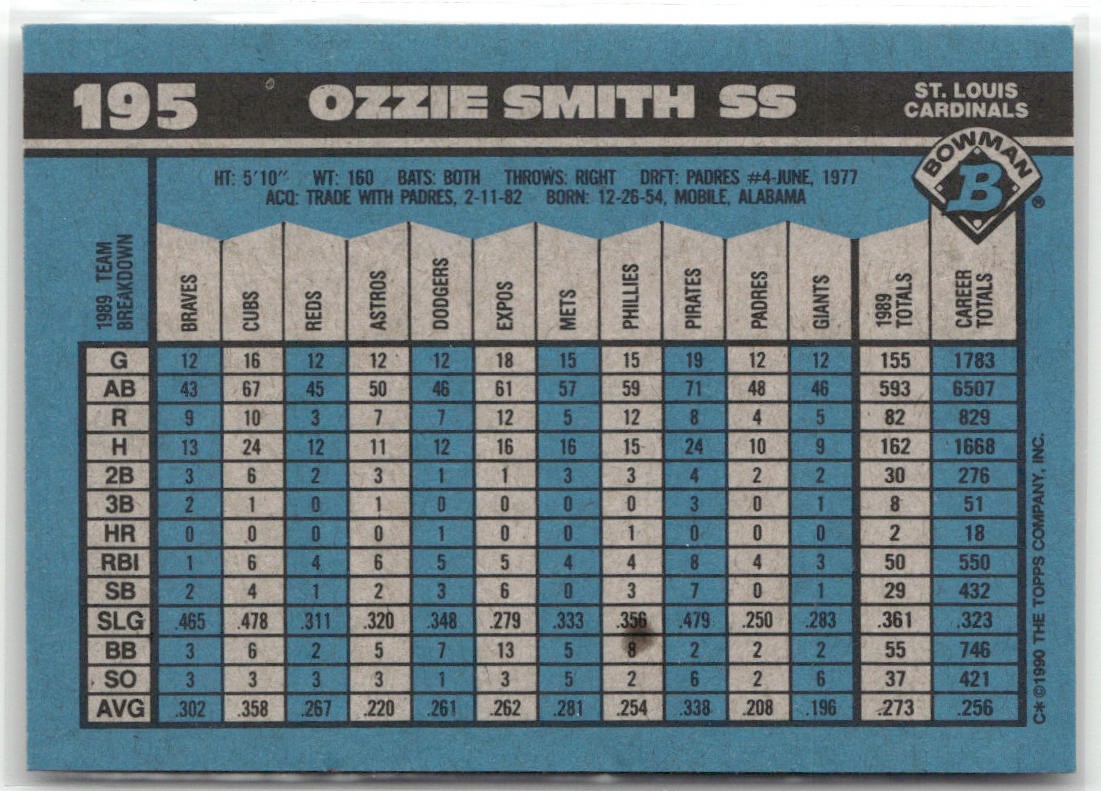 195 OZZIE SMITH SS ST. LOUIS
CARDINALS
BOWMAN
B
®
HT: 5'10" WT: 160 BATS: BOTH THROWS: RIGHT DRFT: PADRES #4-JUNE, 1977
ACQ: TRADE WITH PADRES, 2-11-82 BORN: 12-26-54, MOBILE, ALABAMA
1989 TEAM BREAKDOWN BRAVES CUBS REDS ASTROS DODGERS EXPOS METS PHILLIES PIRATES PADRES GIANTS 1989 TOTALS CAREER TOTALS
G 12 16 12 12 12 18 15 15 19 12 12 155 1783
AB 43 67 45 50 46 61 57 59 71 48 46 593 6507
R 9 10 3 7 7 12 5 12 8 4 5 82 829
H 13 24 12 11 12 16 16 15 24 10 9 162 1668
2B 3 6 2 3 1 1 3 3 4 2 2 30 276
3B 2 1 0 1 0 0 0 0 3 0 1 8 51
HR 0 0 0 0 1 0 0 1 0 0 0 2 18
RBI 1 6 4 6 5 5 4 4 8 4 3 50 550
SB 2 4 1 2 3 6 0 3 7 0 1 29 432
SLG .465 .478 .311 .320 .348 .279 .333 .356 .479 .250 .283 .361 .323
BB 3 6 2 5 7 13 5 8 2 2 2 55 746
SO 3 3 3 3 1 3 5 2 6 2 6 37 421
AVG .302 .358 .267 .220 .261 .262 .281 .254 .338 .208 .196 .273 .256
C* ©1990 THE TOPPS COMPANY, INC.